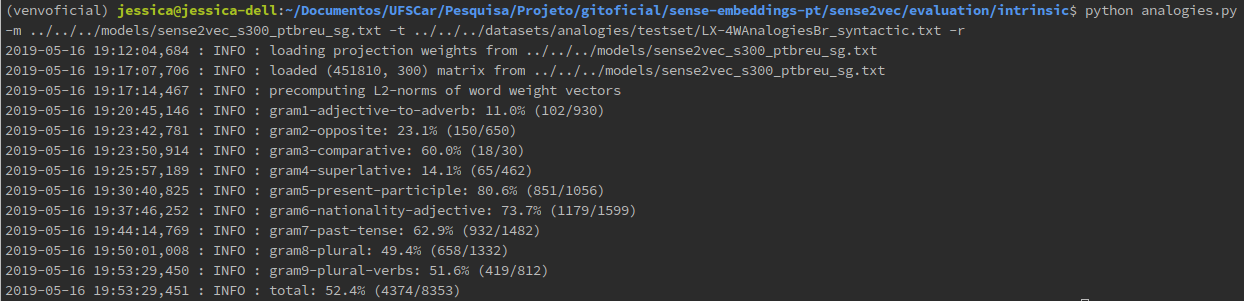 (venvoficial) jessica@jessica-dell:~/Documentos/UFSCar/Pesquisa/Projeto/gitoficial/sense-embeddings-pt/sense2vec/evaluation/intrinsic$ python analogies.py
-m ../../../models/sense2vec_s300_ptbreu_sg.txt -t ../../../datasets/analogies/testset/LX-4WAnalogiesBr_syntactic.txt -r
2019-05-16 19:12:04,684 : INFO : loading projection weights from ../../../models/sense2vec_s300_ptbreu_sg.txt
2019-05-16 19:17:07,706 : INFO : loaded (451810, 300) matrix from ../../../models/sense2vec_s300_ptbreu_sg.txt
2019-05-16 19:17:14,467 : INFO : precomputing L2-norms of word weight vectors
2019-05-16 19:20:45,146 : INFO : gram1-adjective-to-adverb: 11.0% (102/930)
2019-05-16 19:23:42,781 : INFO : gram2-opposite: 23.1% (150/650)
2019-05-16 19:23:50,914 : INFO : gram3-comparative: 60.0% (18/30)
2019-05-16 19:25:57,189 : INFO : gram4-superlative: 14.1% (65/462)
2019-05-16 19:30:40,825 : INFO : gram5-present-participle: 80.6% (851/1056)
2019-05-16 19:37:46,252 : INFO : gram6-nationality-adjective: 73.7% (1179/1599)
2019-05-16 19:44:14,769 : INFO : gram7-past-tense: 62.9% (932/1482)
2019-05-16 19:50:01,008 : INFO : gram8-plural: 49.4% (658/1332)
2019-05-16 19:53:29,450 : INFO : gram9-plural-verbs: 51.6% (419/812)
2019-05-16 19:53:29,451 : INFO : total: 52.4% (4374/8353)